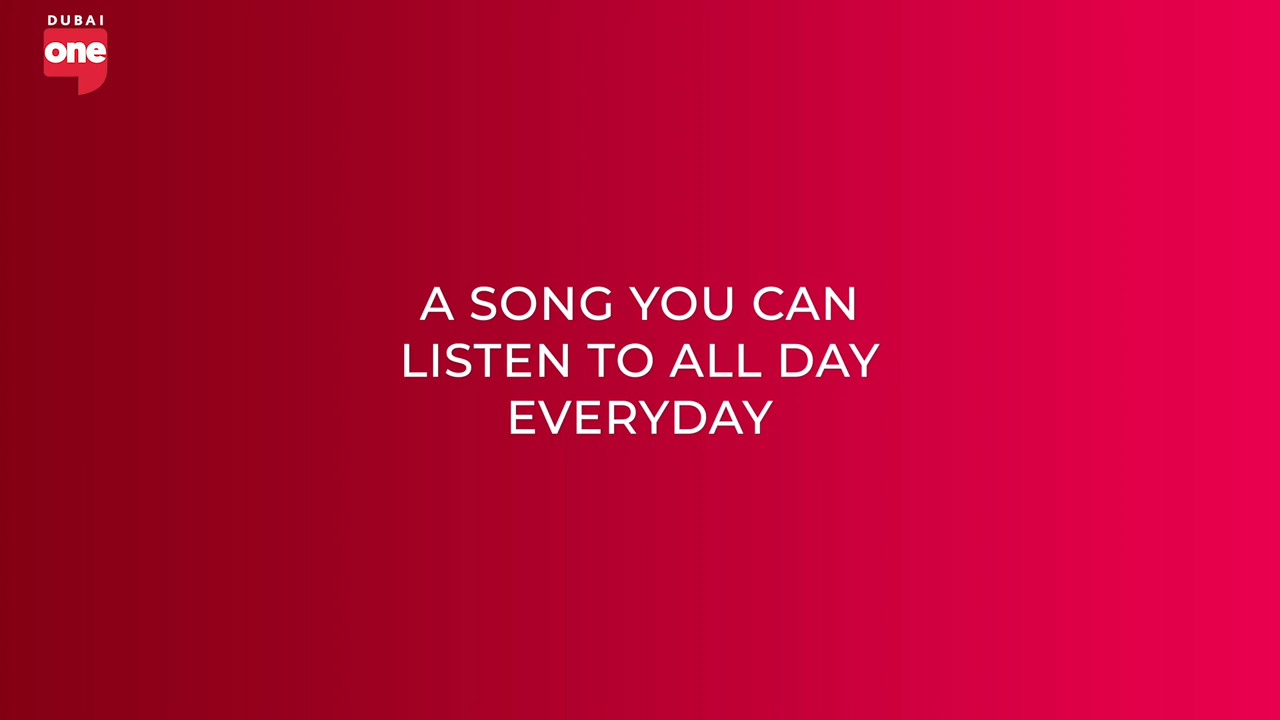 DUBAI
one
A SONG YOU CAN
LISTEN TO ALL DAY
EVERYDAY